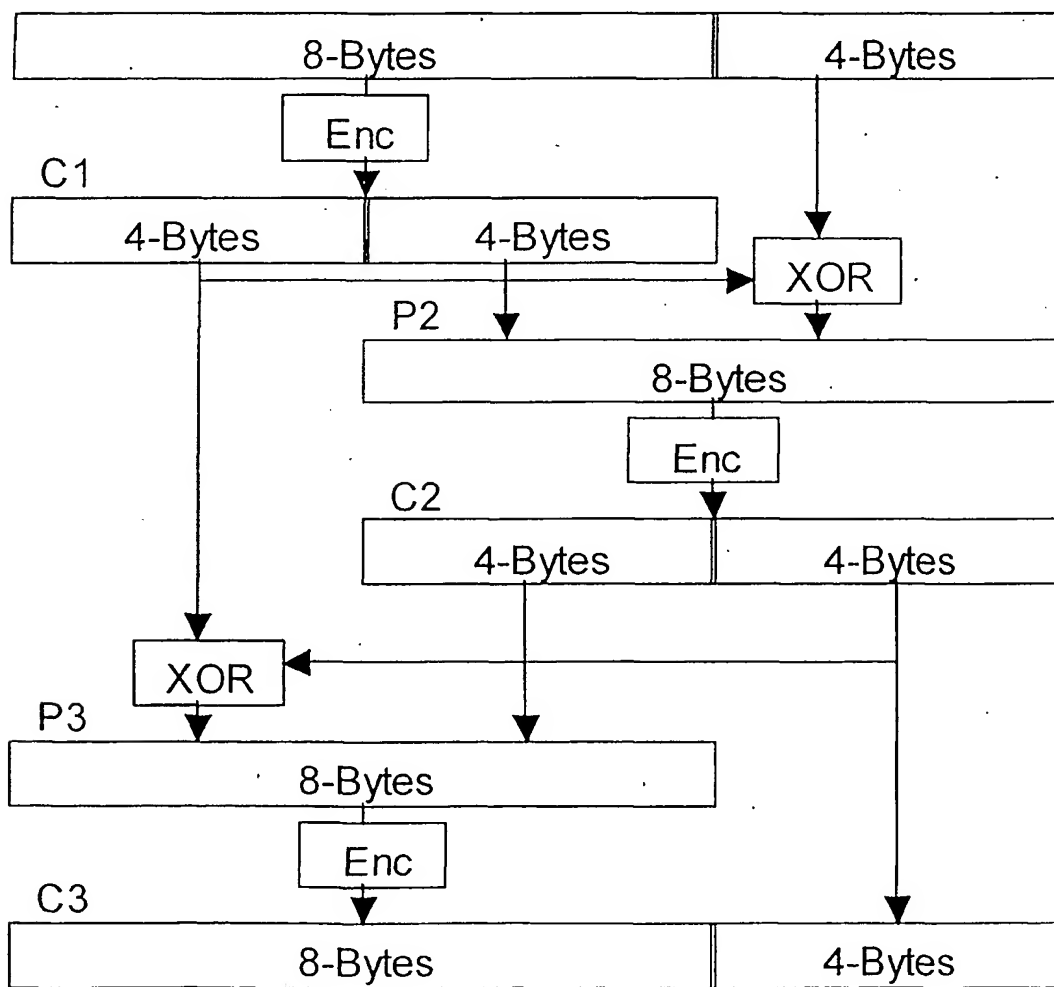 8-Bytes 4-Bytes
Enc
C1
4-Bytes 4-Bytes
XOR
P2
8-Bytes
Enc
C2
4-Bytes 4-Bytes
XOR
P3
8-Bytes
Enc
C3
8-Bytes 4-Bytes